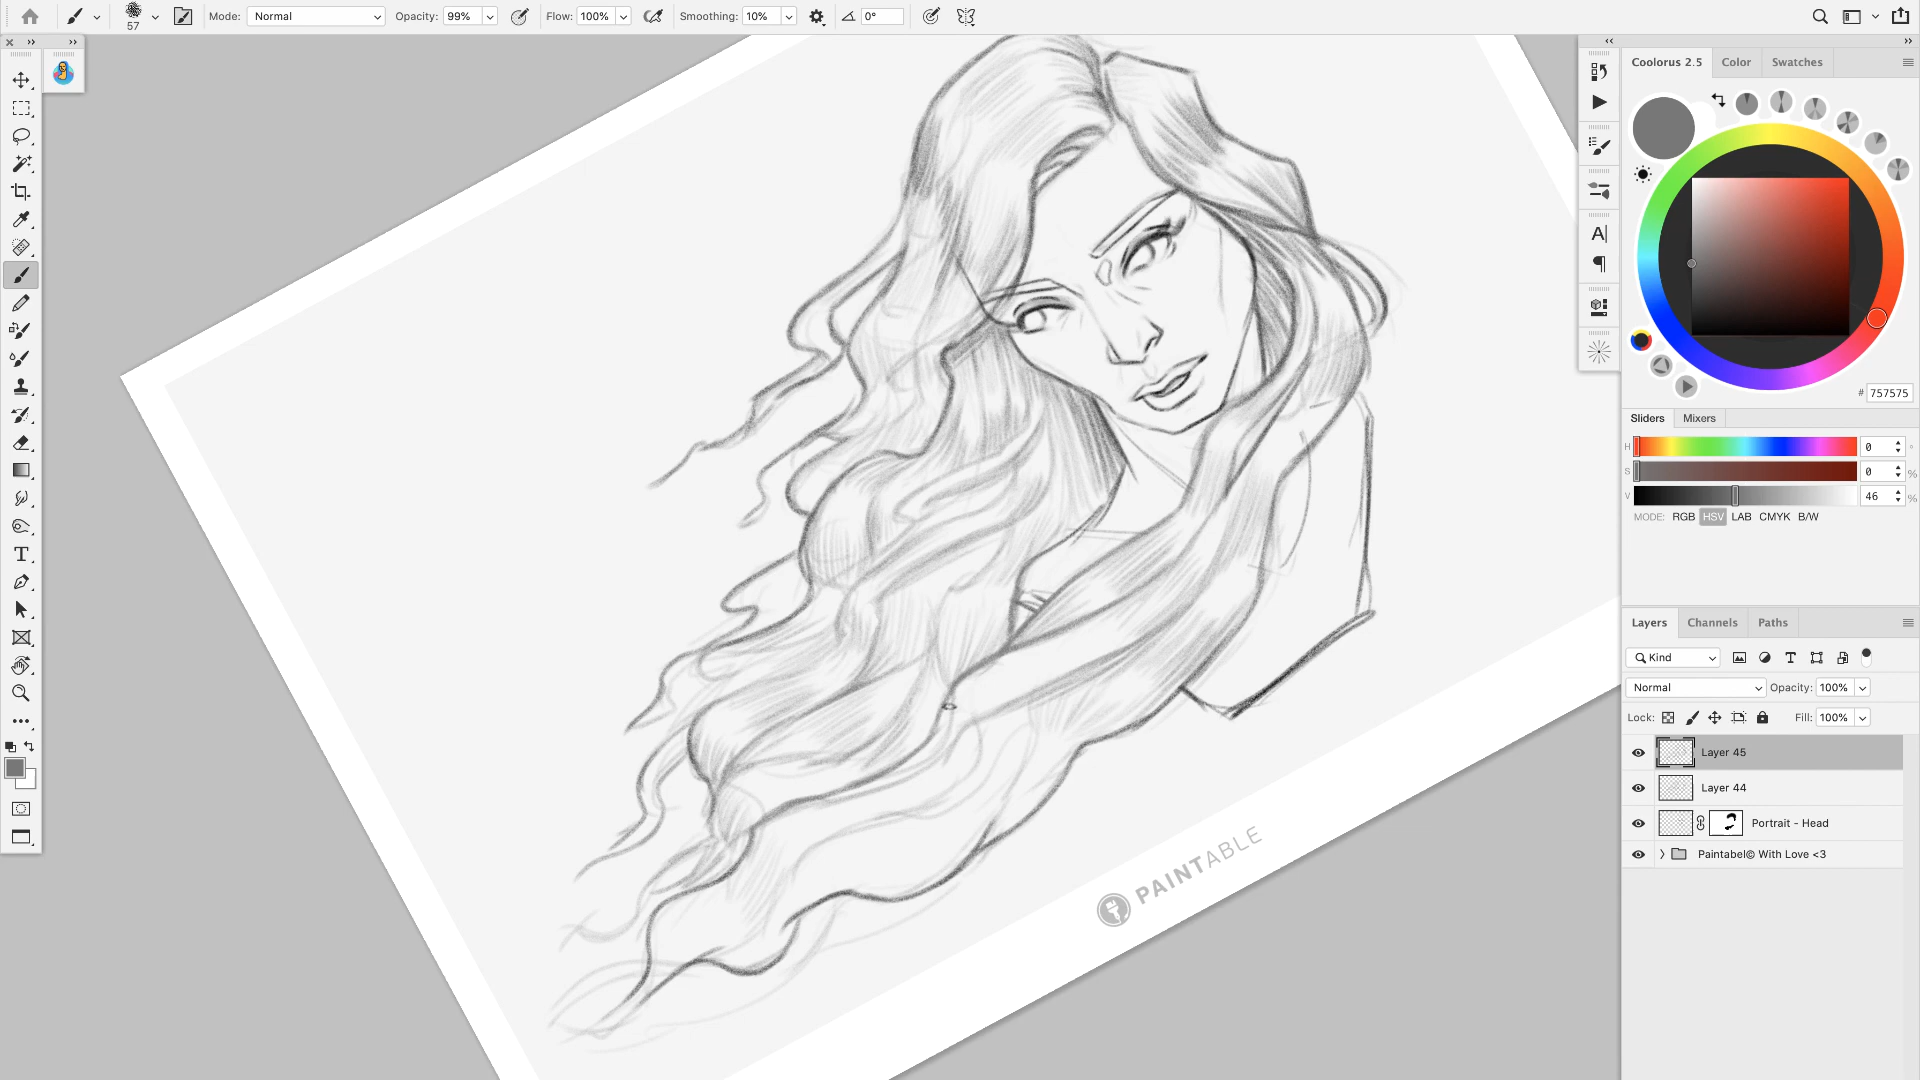 57
Mode:
Normal
Opacity:
99%
Flow:
100%
Smoothing:
10%
0°
Coolorus 2.5
Color
Swatches
# 757575
Sliders
Mixers
H
0
°
S
0
%
V
46
%
MODE:
RGB
HSV
LAB
CMYK
B/W
Layers
Channels
Paths
Kind
Normal
Opacity:
100%
Lock:
Fill:
100%
Layer 45
Layer 44
Portrait - Head
Paintabel© With Love <3
PAINTABLE